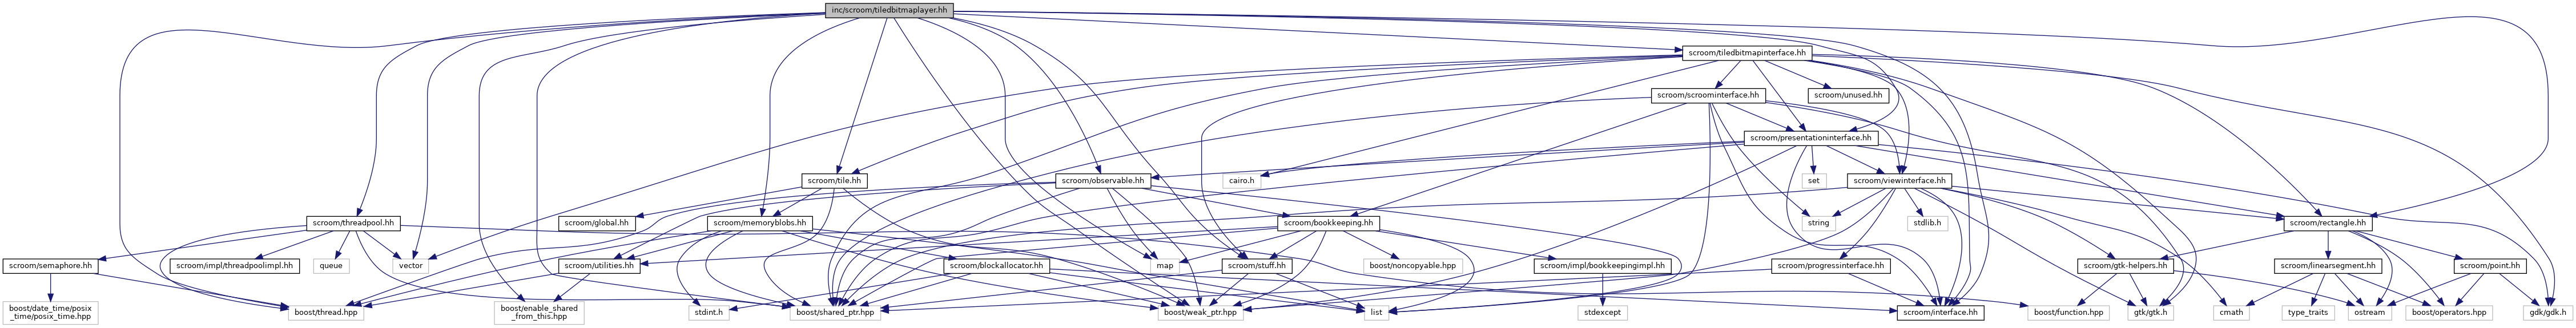 inc/scroom/tiledbitmaplayer.hh
scroom/tiledbitmapinterface.hh
scroom/scroominterface.hh
scroom/unused.hh
scroom/presentationinterface.hh
scroom/tile.hh
scroom/observable.hh
cairo.h
set
scroom/viewinterface.hh
scroom/threadpool.hh
scroom/global.hh
scroom/memoryblobs.hh
scroom/bookkeeping.hh
string
stdlib.h
scroom/rectangle.hh
scroom/semaphore.hh
scroom/impl/threadpoolimpl.hh
queue
vector
scroom/utilities.hh
scroom/blockallocator.hh
map
scroom/stuff.hh
boost/noncopyable.hpp
scroom/impl/bookkeepingimpl.hh
scroom/progressinterface.hh
scroom/gtk-helpers.hh
scroom/linearsegment.hh
scroom/point.hh
boost/date_time/posix
_time/posix_time.hpp
boost/thread.hpp
boost/enable_shared
_from_this.hpp
stdint.h
boost/shared_ptr.hpp
boost/weak_ptr.hpp
list
stdexcept
scroom/interface.hh
boost/function.hpp
gtk/gtk.h
cmath
type_traits
ostream
boost/operators.hpp
gdk/gdk.h